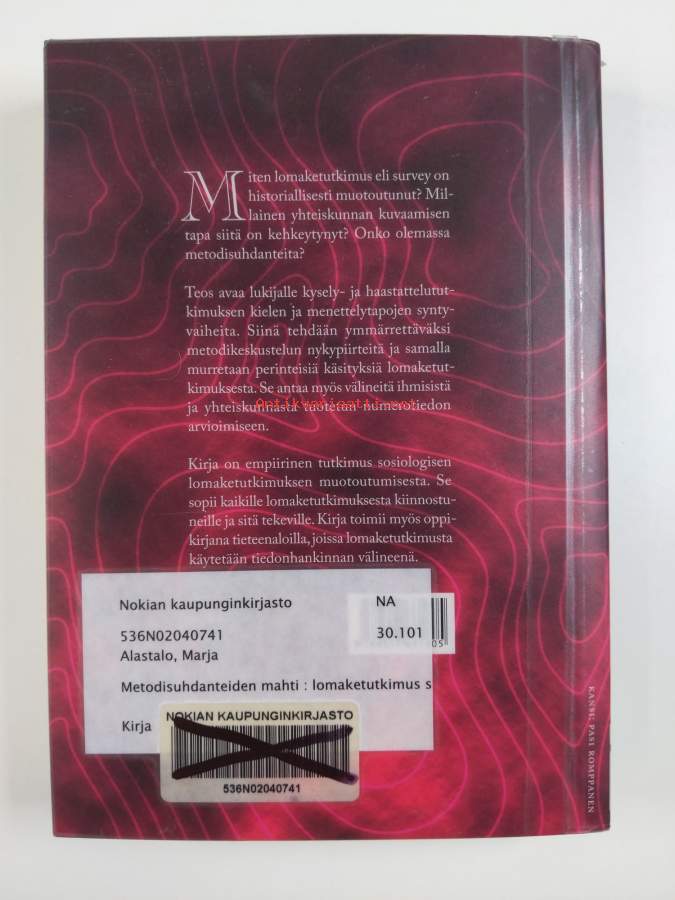 Miten lomaketutkimus eli survey on
historiallisesti muotoutunut? Mil-
lainen yhteiskunnan kuvaamisen
tapa siitä on kehkeytynyt? Onko olemassa
metodisuhdanteita?
Teos avaa lukijalle kysely- ja haastattelutut-
kimuksen kielen ja menettelytapojen synty-
vaiheita. Siinä tehdään ymmärrettäväksi
metodikeskustelun nykypiirteitä ja samalla
murretaan perinteisiä käsityksiä lomaketut-
kimuksesta. Se antaa myös välineitä ihmisistä
ja yhteiskunnasta tuotetun numerotiedon
arvioimiseen.
Antikvariaatit.net
Kirja on empiirinen tutkimus sosiologisen
lomaketutkimuksen muotoutumisesta. Se
sopii kaikille lomaketutkimuksesta kiinnostu-
neille ja sitä tekeville. Kirja toimii myös oppi-
kirjana tieteenaloilla, joissa lomaketutkimusta
käytetään tiedonhankinnan välineenä.
Nokian kaupunginkirjasto
NA
536N02040741
30.101
05
Alastalo, Marja
Metodisuhdanteiden mahti : lomaketutkimus s
Kirja
NOKIAN KAUPUNGINKIRJASTO
536N02040741
KANSI: PASI ROMPPANEN